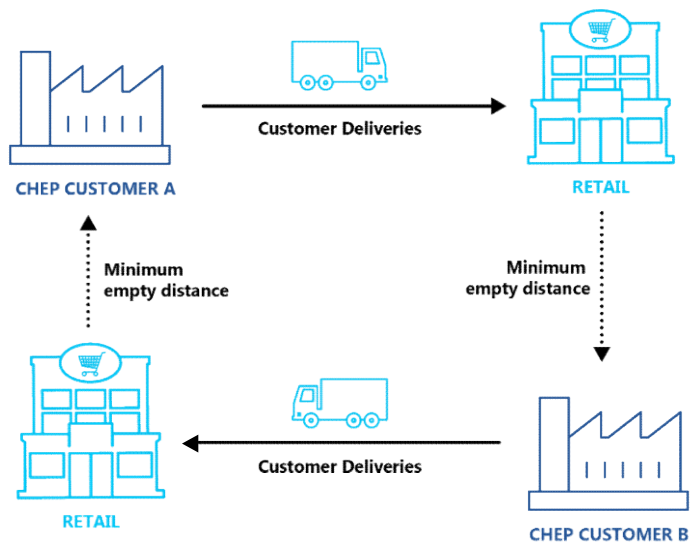 Customer Deliveries
CHEP CUSTOMER A
RETAIL
Minimum
empty distance
Minimum
empty distance
Customer Deliveries
RETAIL
CHEP CUSTOMER B